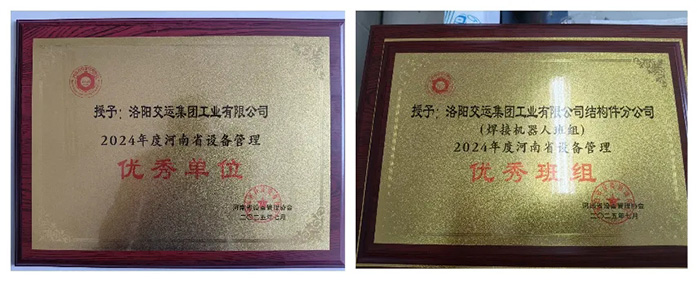 授予：洛阳交运集团工业有限公司
2024年度河南省设备管理
优秀单位
河南省设备管理协会
二〇二五年七月
授予：洛阳交运集团工业有限公司结构件分公司
(焊接机器人班组)
2024年度河南省设备管理
优秀班组
河南省设备管理协会
二〇二五年七月